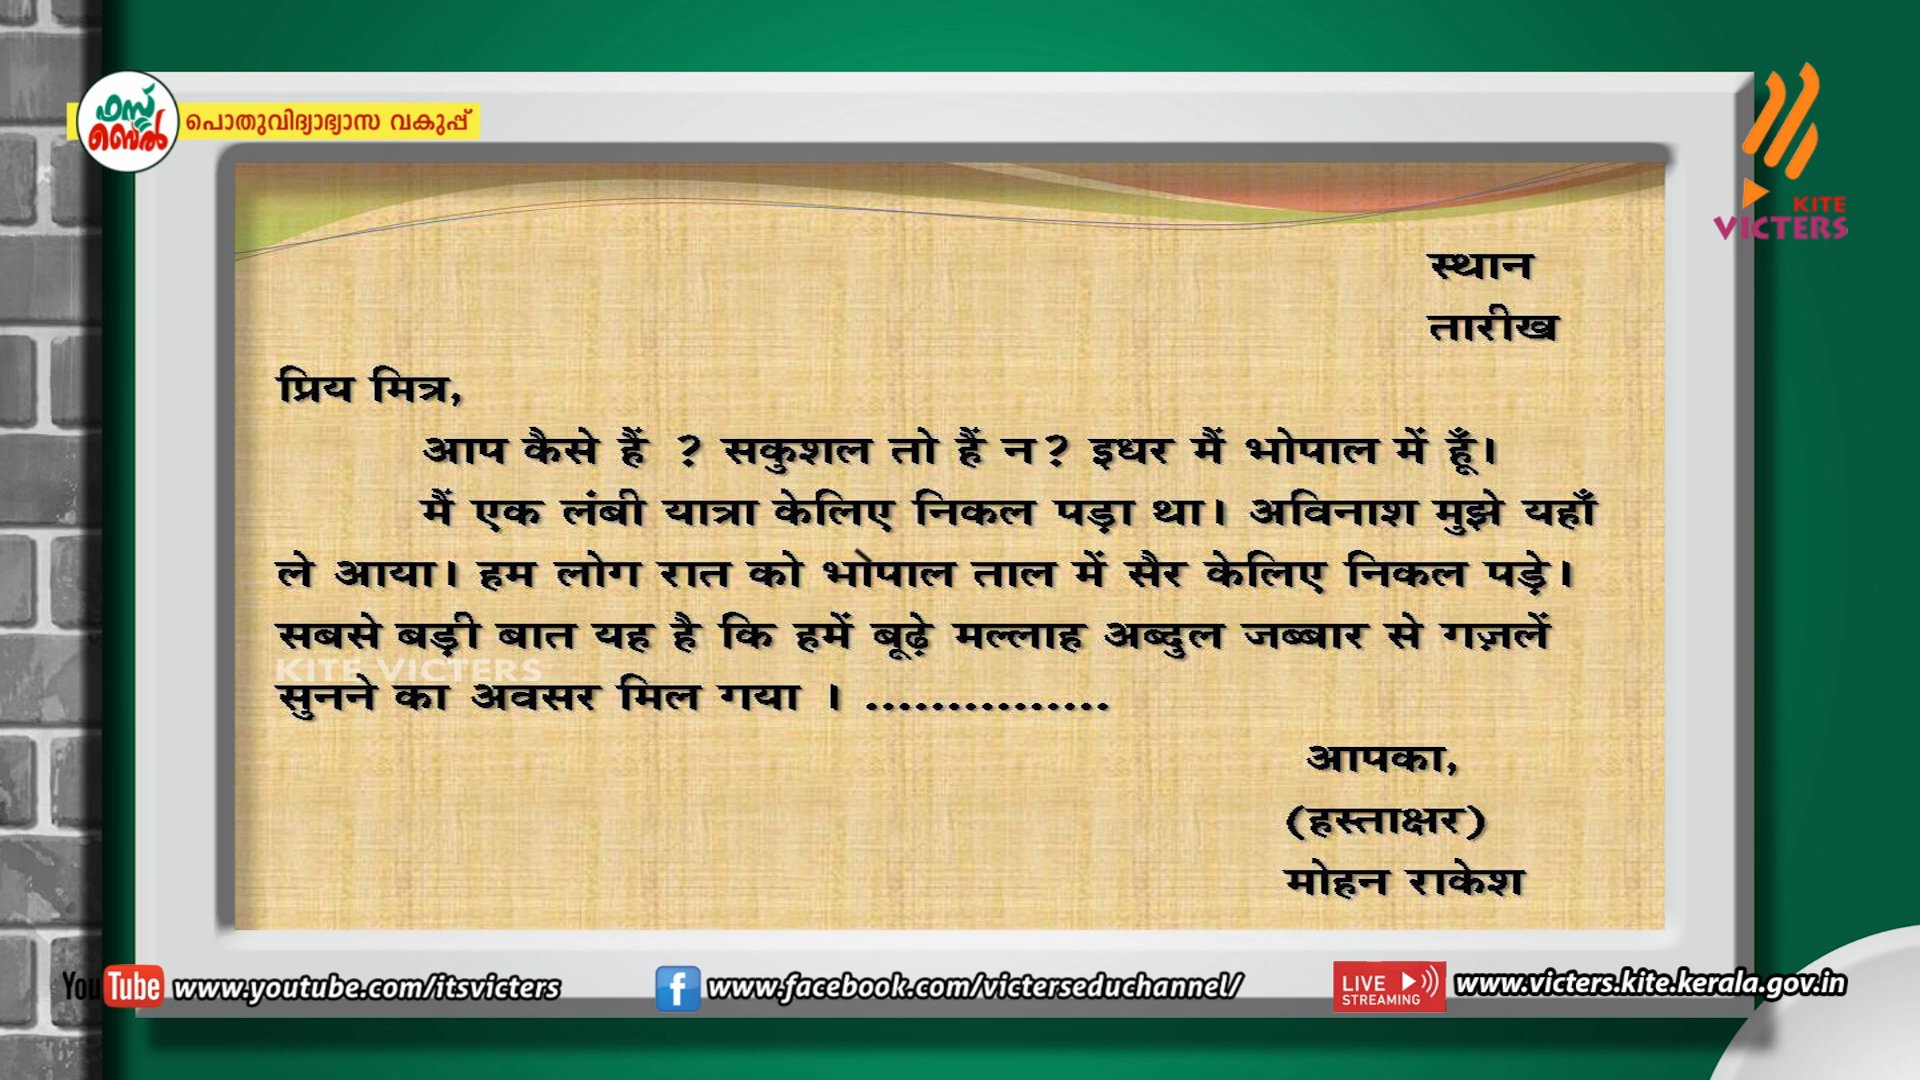 ഫസ്റ്റ്
ബെൽ
പൊതുവിദ്യാഭ്യാസ വകുപ്പ്
KITE
VICTERS
स्थान
तारीख
प्रिय मित्र,
आप कैसे हैं ? सकुशल तो हैं न? इधर मैं भोपाल में हूँ।
मैं एक लंबी यात्रा केलिए निकल पड़ा था। अविनाश मुझे यहाँ
ले आया। हम लोग रात को भोपाल ताल में सैर केलिए निकल पड़े।
सबसे बड़ी बात यह है कि हमें बूढ़े मल्लाह अब्दुल जब्बार से गज़लें
KITE VICTERS
सुनने का अवसर मिल गया । ...............
आपका,
(हस्ताक्षर)
मोहन राकेश
YouTube www.youtube.com/itsvicters
f www.facebook.com/victerseduchannel/
LIVE STREAMING www.victers.kite.kerala.gov.in